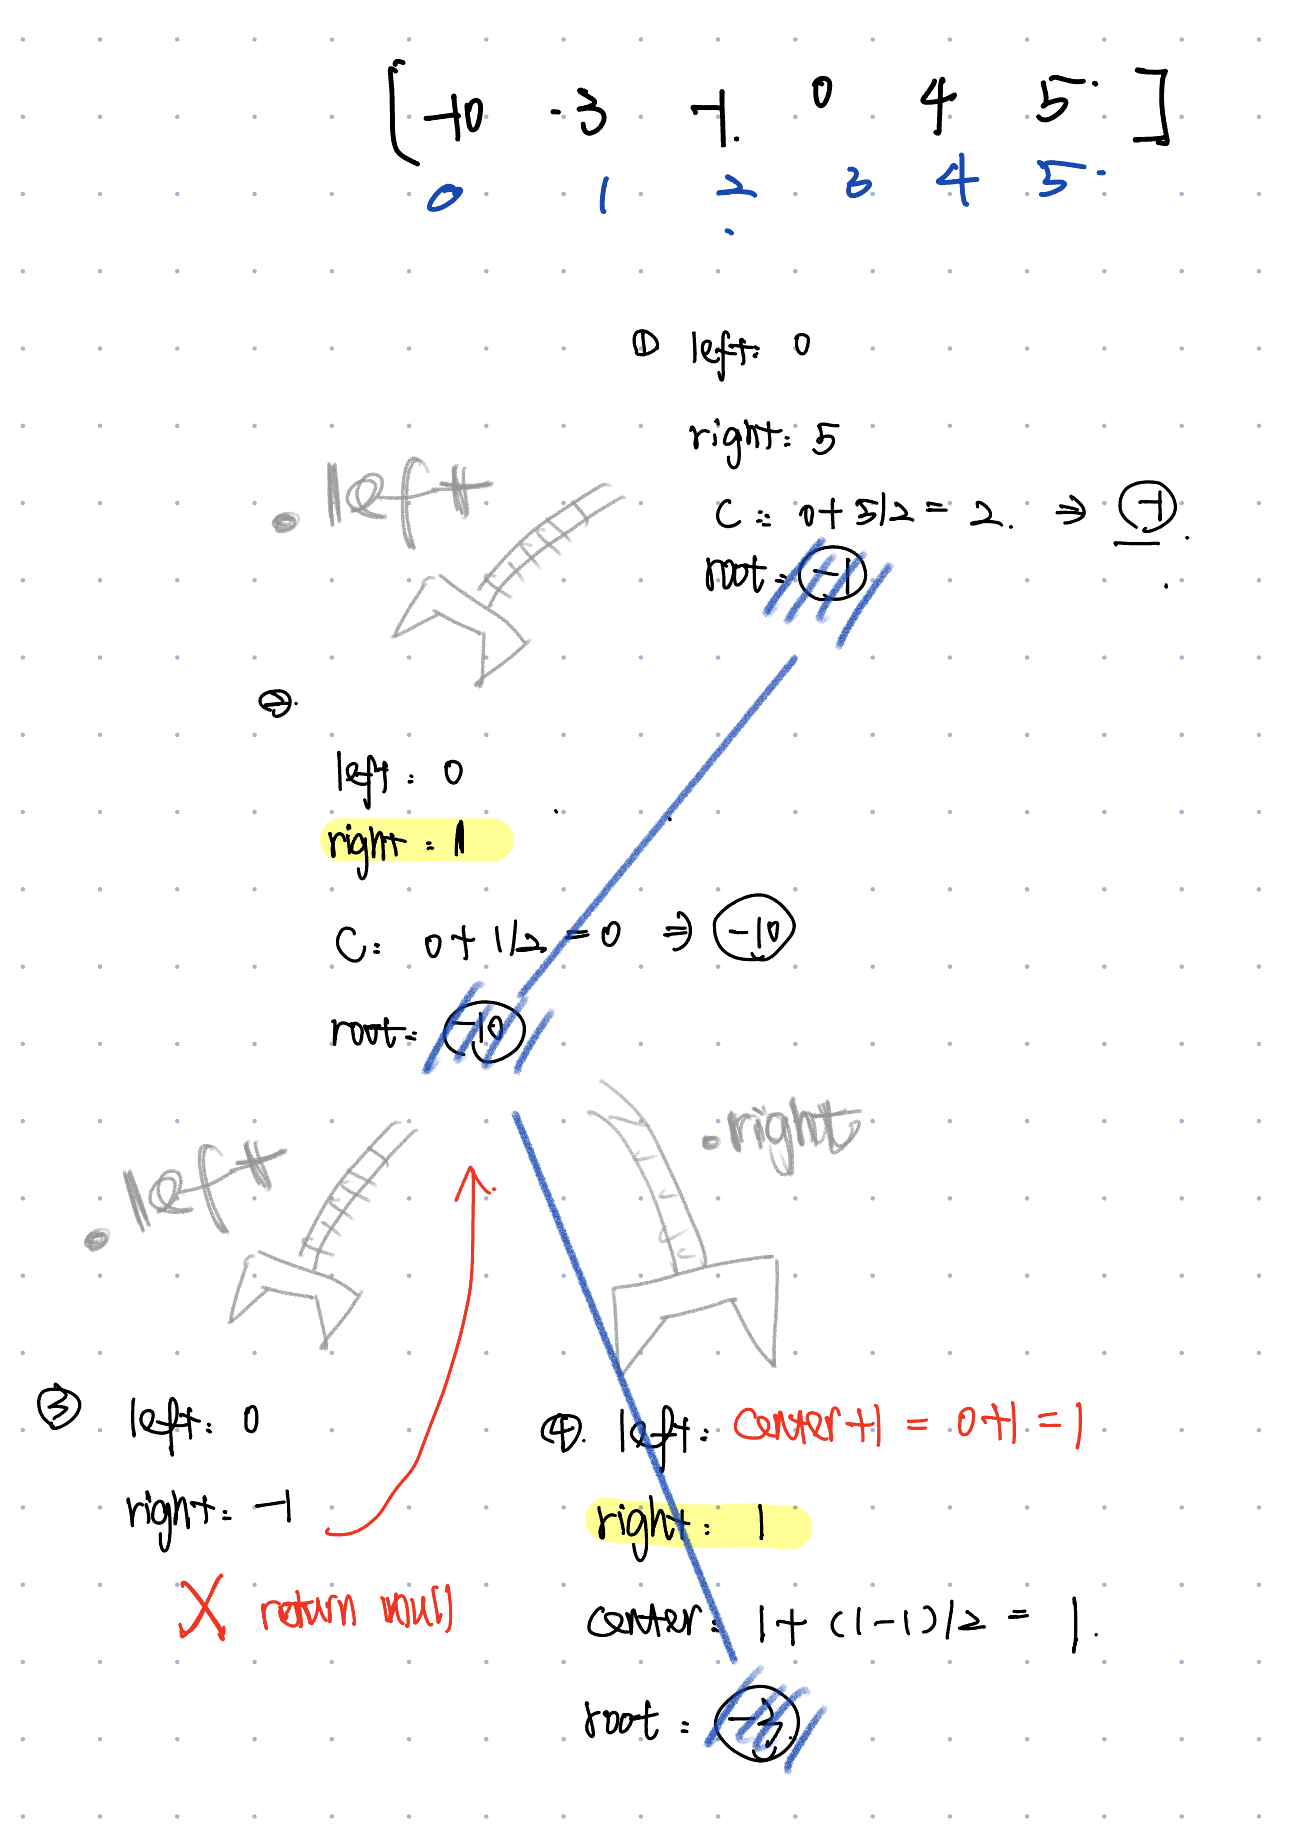 [ -10 -3 -1. 0 4 5 ]
0 1 2 3 4 5
① left: 0
right: 5
C: 0+5/2 = 2. ⇒ -1
root: -1
.left
②.
left: 0
right: 1
C: 0+1/2 = 0 ⇒ -10
root: -10
.left
.right
③ left: 0
right: -1
X return null
④. left: center+1 = 0+1 = 1
right: 1
center: 1+(1-1)/2 = 1.
root: -3